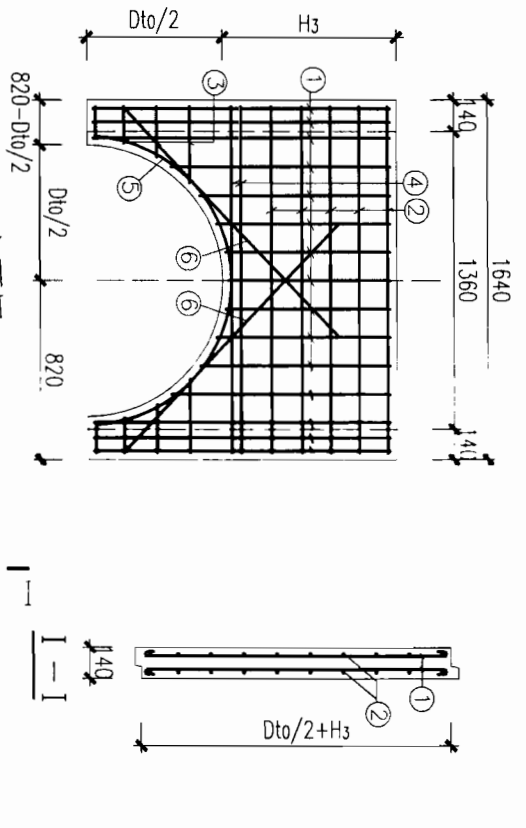 Dto/2
H3
③
①
④
②
⑤
⑥
⑥
820-Dto/2
Dto/2
820
140
1360
140
1640
I
I — I
140
①
②
Dto/2+H3